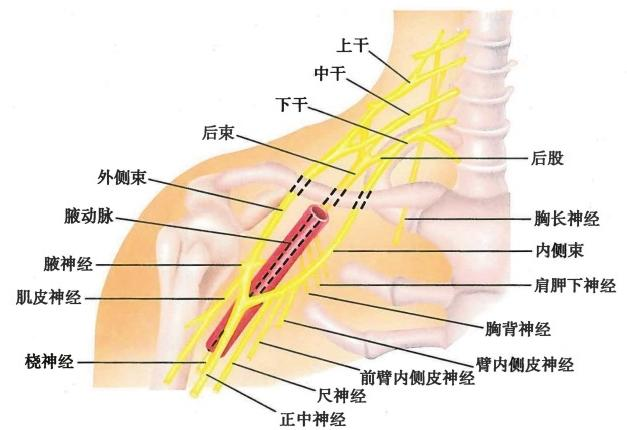 上干
中干
下干
后束
后股
外侧束
腋动脉
胸长神经
内侧束
腋神经
肩胛下神经
肌皮神经
胸背神经
桡神经
臂内侧皮神经
前臂内侧皮神经
尺神经
正中神经